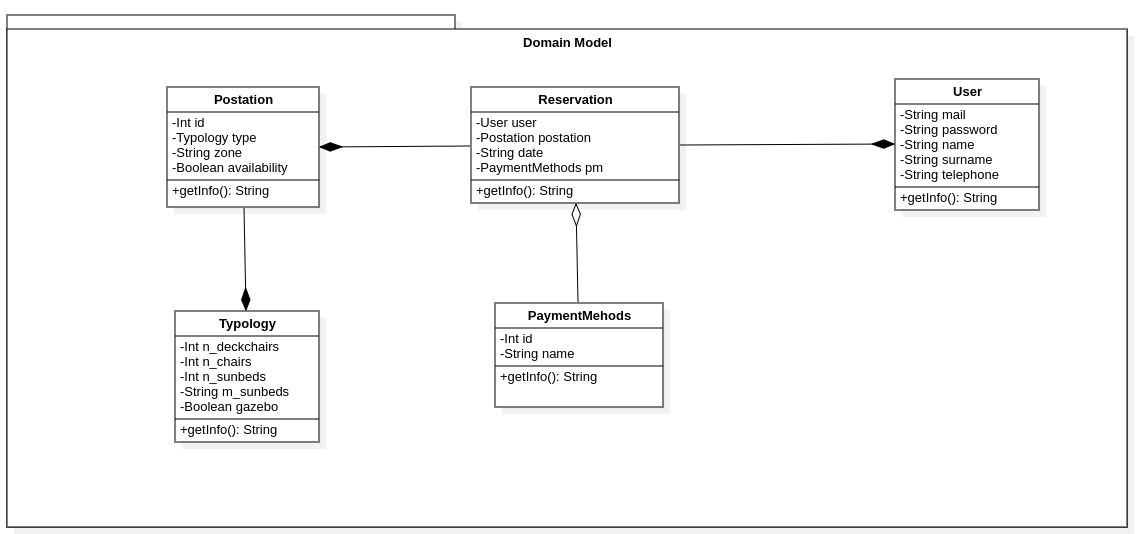 Domain Model
Postation
-Int id
-Typology type
-String zone
-Boolean availability
+getInfo(): String
Reservation
-User user
-Postation postation
-String date
-PaymentMethods pm
+getInfo(): String
User
-String mail
-String password
-String name
-String surname
-String telephone
+getInfo(): String
Typology
-Int n_deckchairs
-Int n_chairs
-Int n_sunbeds
-String m_sunbeds
-Boolean gazebo
+getInfo(): String
PaymentMehods
-Int id
-String name
+getInfo(): String